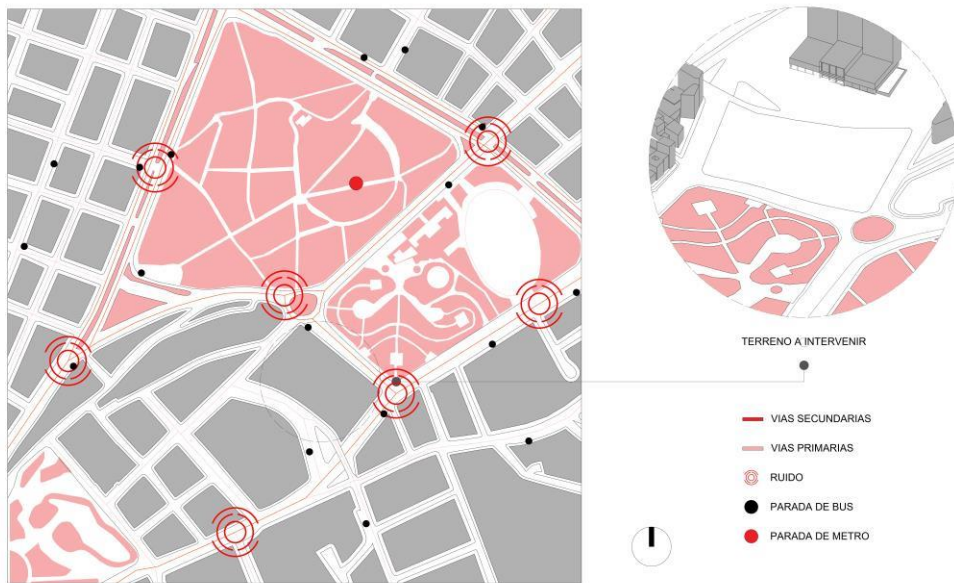 TERRENO A INTERVENIR
VIAS SECUNDARIAS
VIAS PRIMARIAS
RUIDO
PARADA DE BUS
PARADA DE METRO